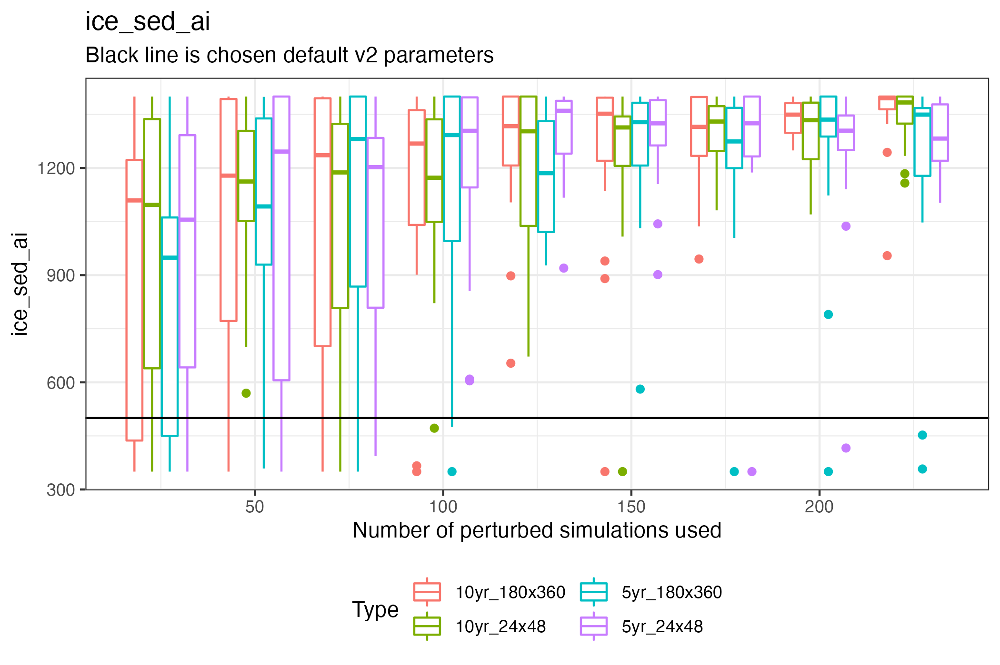 ice_sed_ai
Black line is chosen default v2 parameters
ice_sed_ai
1200
900
600
300
50
100
150
200
Number of perturbed simulations used
Type
10yr_180x360
5yr_180x360
10yr_24x48
5yr_24x48